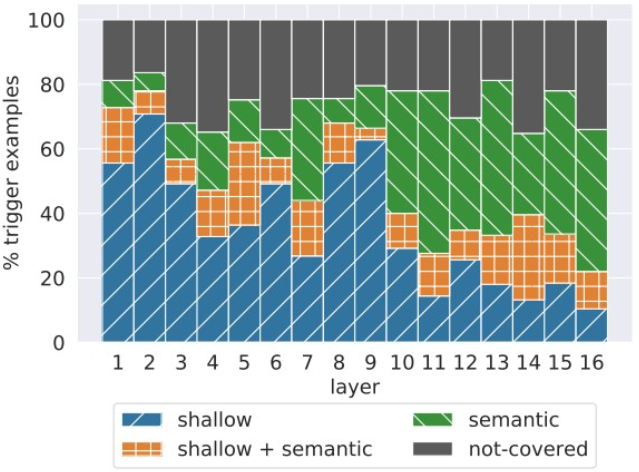 100
80
60
40
20
0
% trigger examples
1 2 3 4 5 6 7 8 9 10 11 12 13 14 15 16
layer
shallow
shallow + semantic
semantic
not-covered